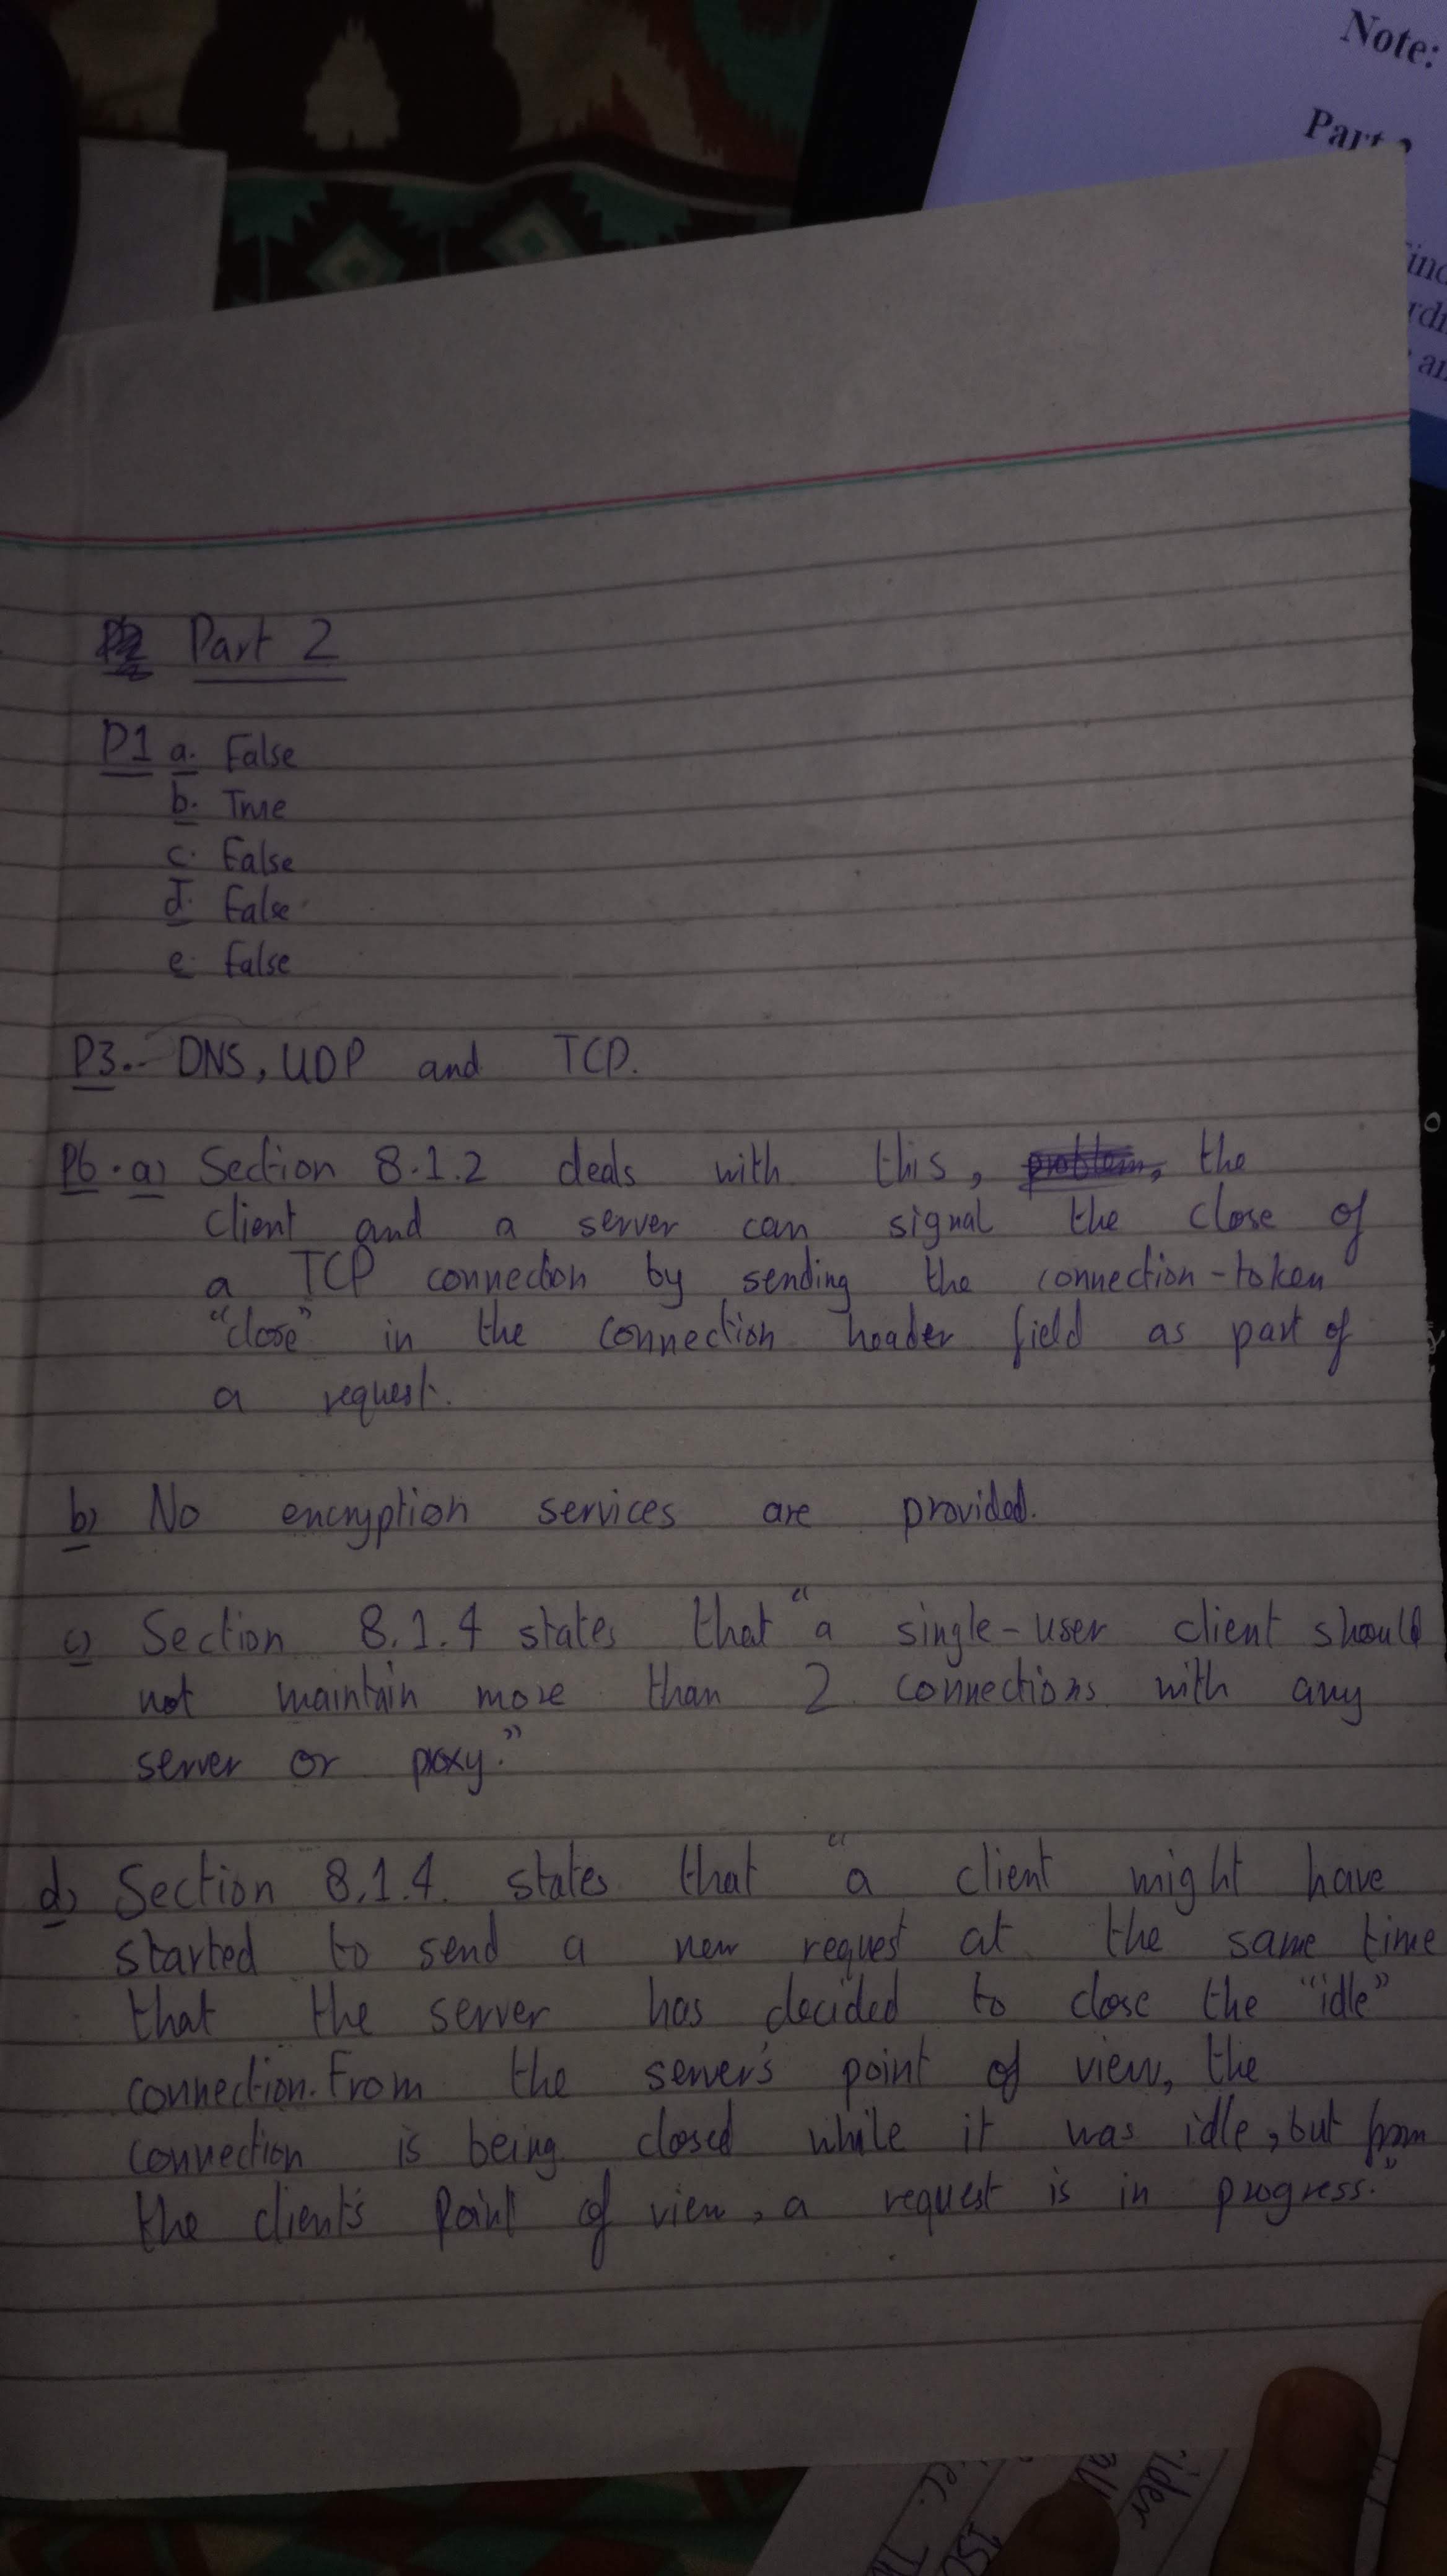 Note:
Part
Part 2
P1 a. False
b. True
c. False
d. False
e. False
P3.- DNS, UDP and TCP.
P6. a) Section 8.1.2 deals with this, the
client and a server can signal the close of
a TCP connection by sending the connection-token
"close" in the connection header field as part of
a request.
b) No encryption services are provided.
c) Section 8.1.4 states that "a single-user client should
not maintain more than 2 connections with any
server or proxy."
d) Section 8.1.4. states that "a client might have
started to send a new request at the same time
that the server has decided to close the "idle"
connection. From the server's point of view, the
connection is being closed while it was idle, but from
the client's point of view, a request is in progress."